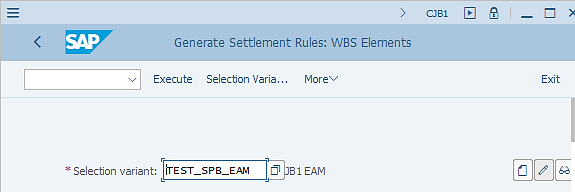 CJB1
SAP Generate Settlement Rules: WBS Elements
Execute Selection Varia... More Exit
* Selection variant: TEST_SPB_EAM JB1 EAM